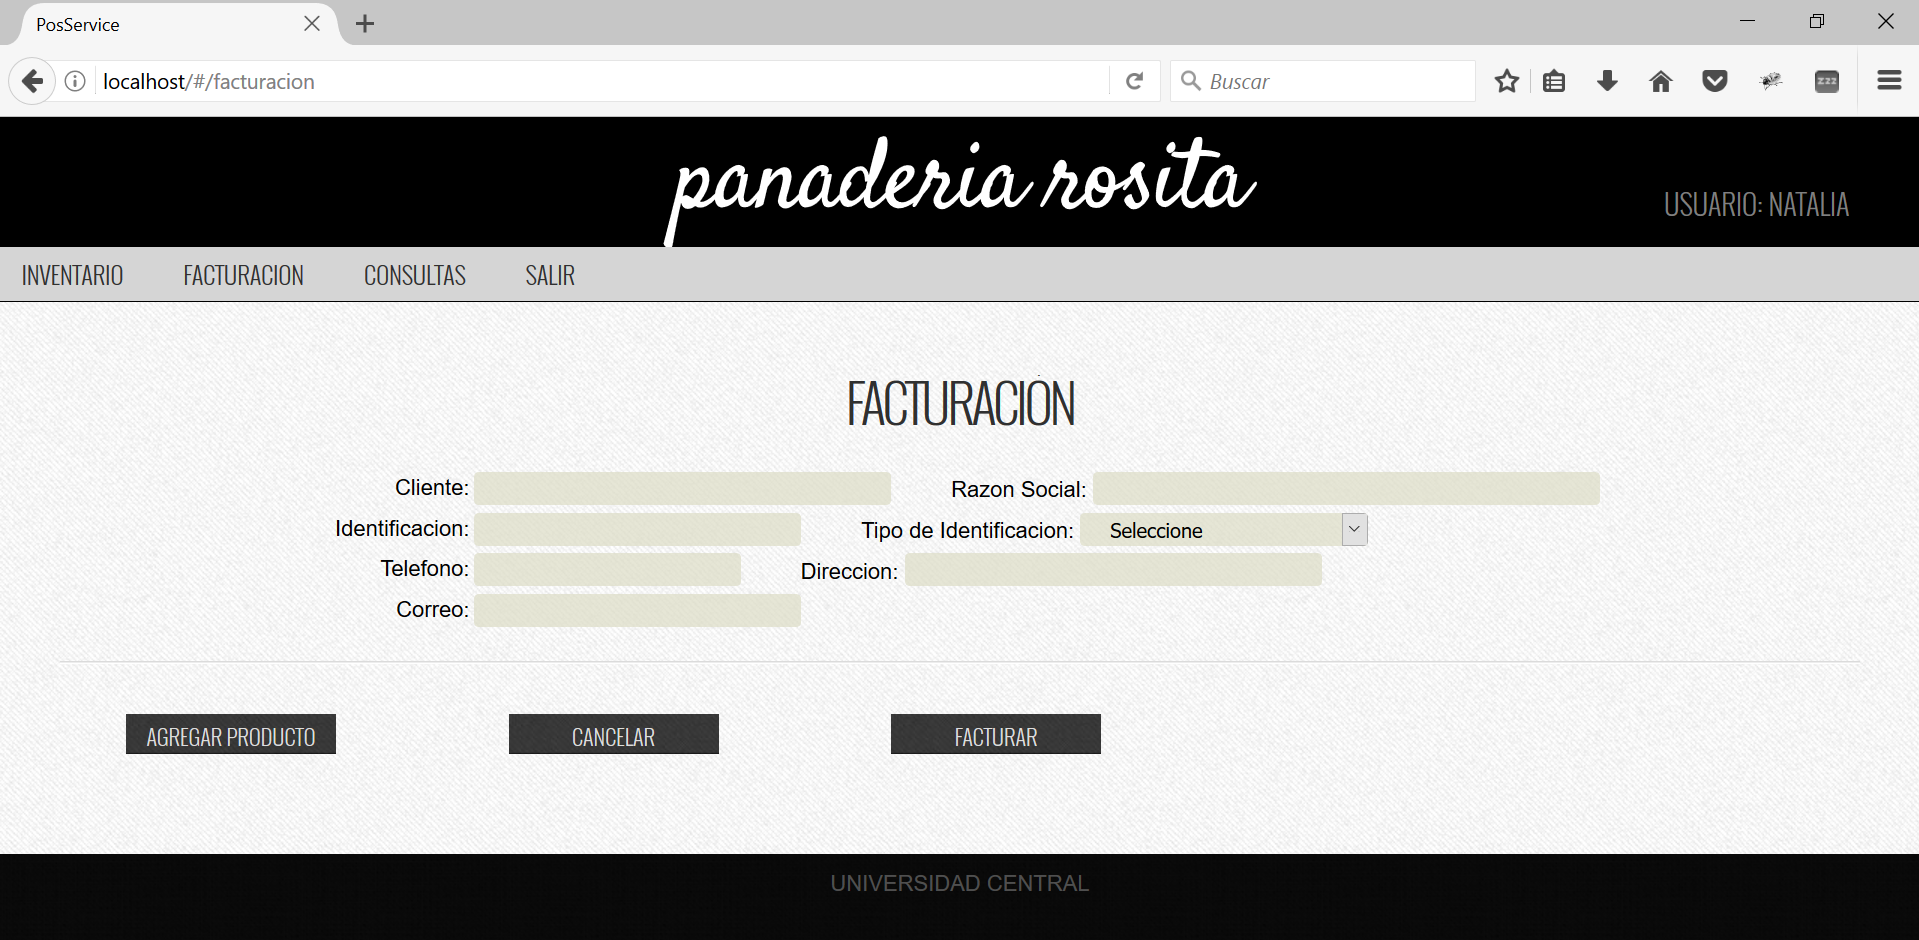 PosService
localhost/#/facturacion
Buscar
panaderia rosita
USUARIO: NATALIA
INVENTARIO FACTURACION CONSULTAS SALIR
FACTURACIÓN
Cliente: Razon Social:
Identificacion: Tipo de Identificacion: Seleccione
Telefono: Direccion:
Correo:
AGREGAR PRODUCTO CANCELAR FACTURAR
UNIVERSIDAD CENTRAL